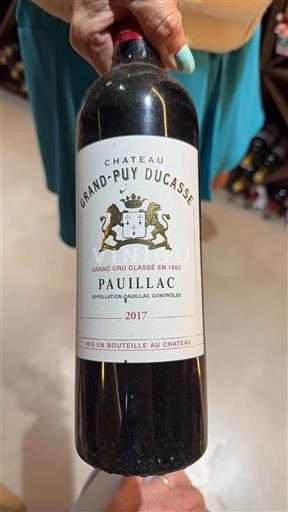 CHATEAU
GRAND-PUY DUCASSE
VINIOU
GRAND CRU CLASSÉ EN 1855
PAUILLAC
APPELLATION PAUILLAC CONTRÔLÉE
2017
MIS EN BOUTEILLE AU CHATEAU